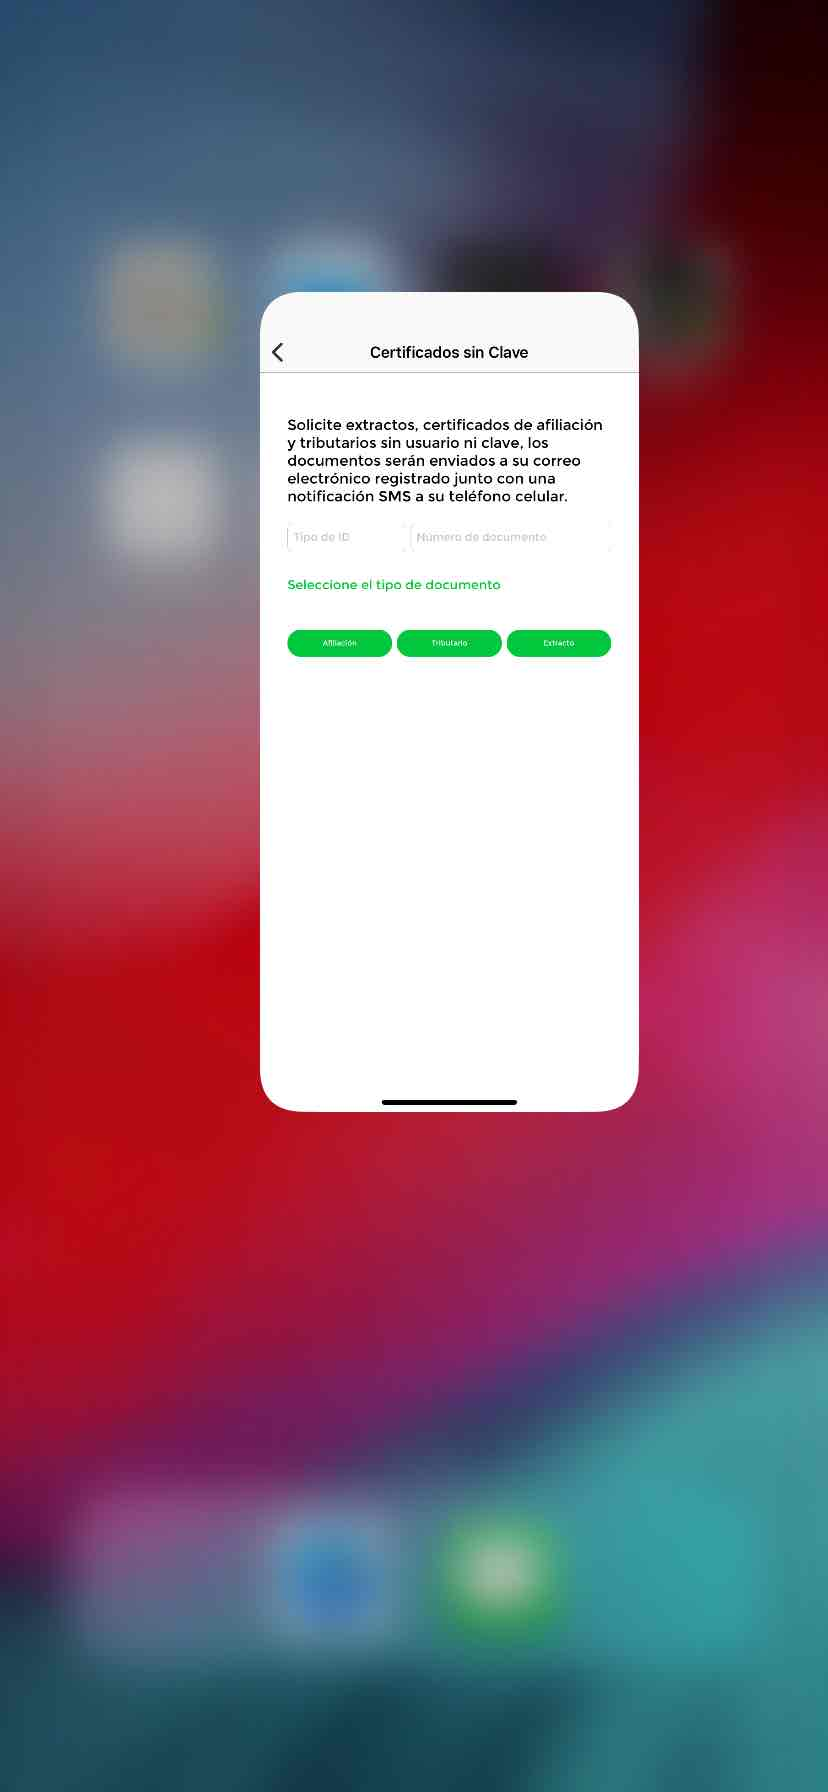 Certificados sin Clave
Solicite extractos, certificados de afiliación
y tributarios sin usuario ni clave, los
documentos serán enviados a su correo
electrónico registrado junto con una
notificación SMS a su teléfono celular.
Tipo de ID Número de documento
Seleccione el tipo de documento
Afiliación Tributario Extracto